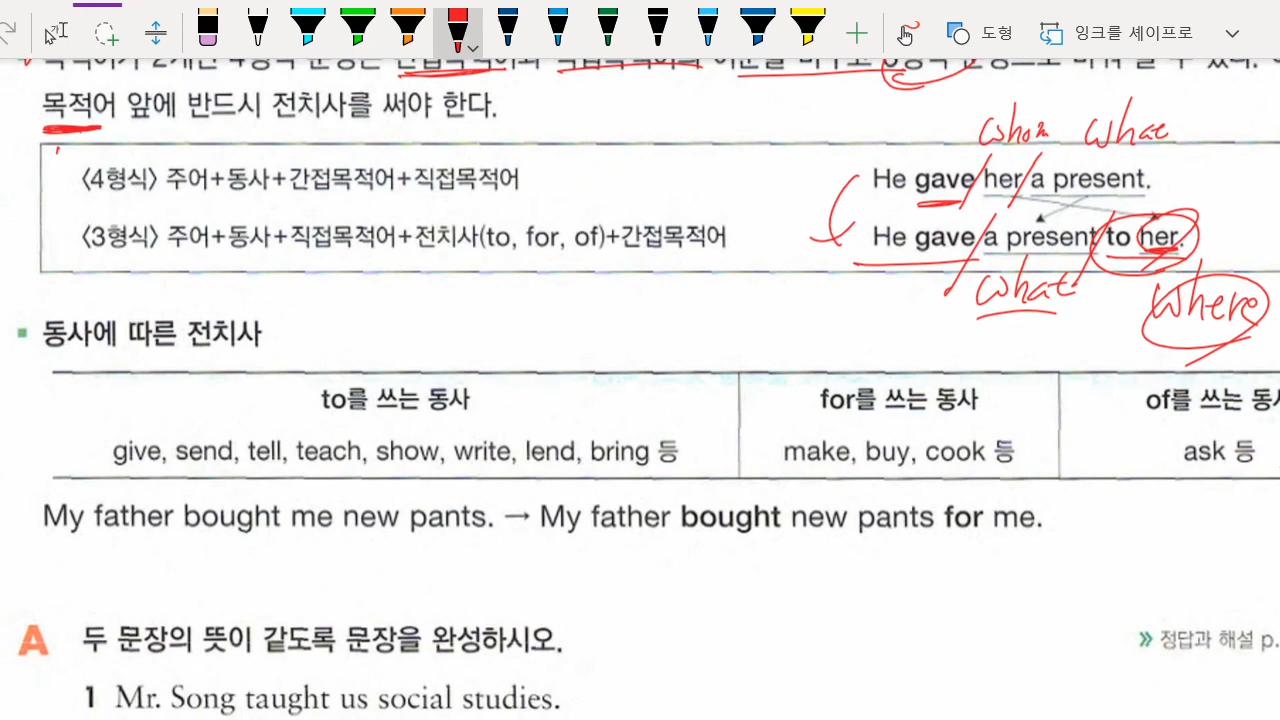 도형
잉크를 셰이프로
목적어 앞에 반드시 전치사를 써야 한다.
whom what
〈4형식〉 주어+동사+간접목적어+직접목적어
He gave her a present.
〈3형식〉 주어+동사+직접목적어+전치사(to, for, of)+간접목적어
He gave a present to her.
what
where
동사에 따른 전치사
to를 쓰는 동사
for를 쓰는 동사
of를 쓰는
give, send, tell, teach, show, write, lend, bring 등
make, buy, cook 등
ask 등
My father bought me new pants. → My father bought new pants for me.
A 두 문장의 뜻이 같도록 문장을 완성하시오.
» 정답과 해설 p.
1 Mr. Song taught us social studies.